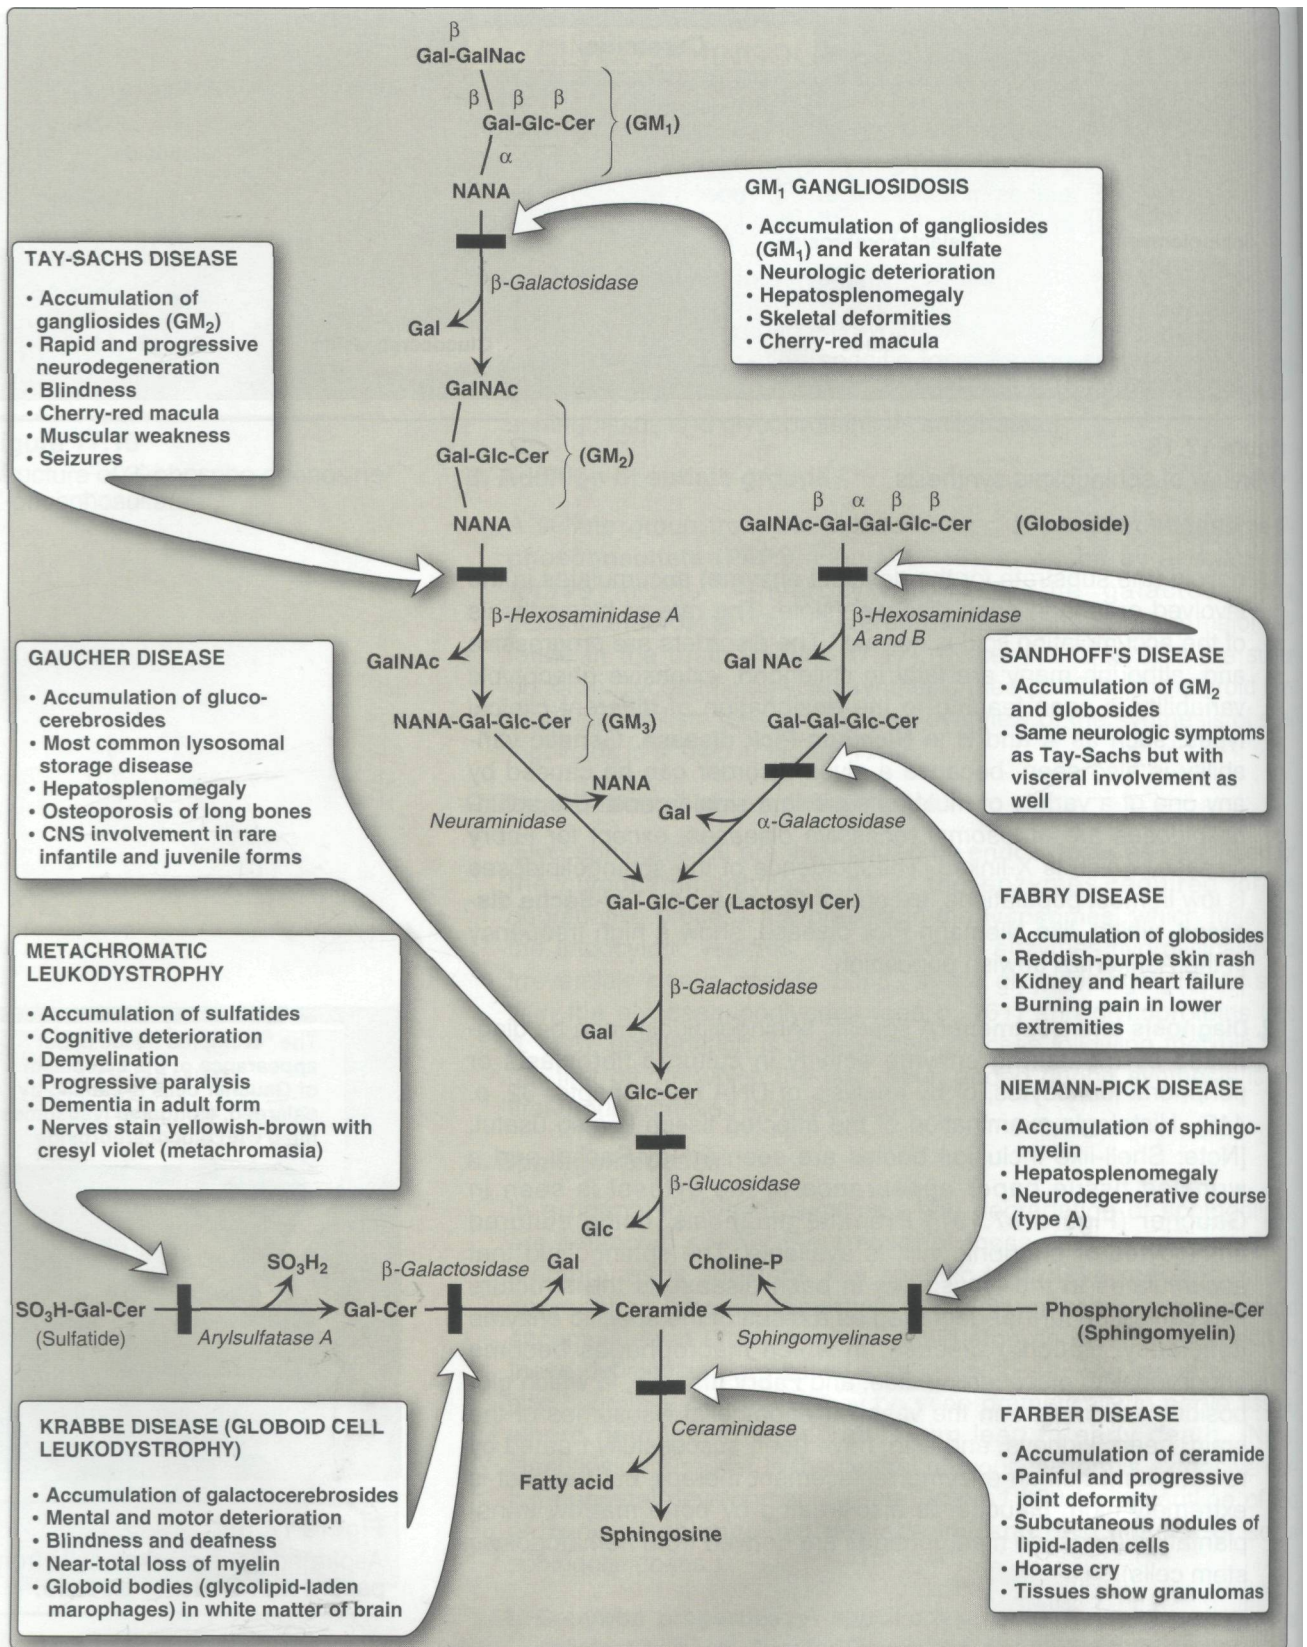 β
Gal-GalNac
β β β
Gal-Glc-Cer (GM₁)
α
NANA
GM₁ GANGLIOSIDOSIS
• Accumulation of gangliosides
(GM₁) and keratan sulfate
• Neurologic deterioration
• Hepatosplenomegaly
• Skeletal deformities
• Cherry-red macula
TAY-SACHS DISEASE
• Accumulation of
gangliosides (GM₂)
• Rapid and progressive
neurodegeneration
• Blindness
• Cherry-red macula
• Muscular weakness
• Seizures
β-Galactosidase
Gal
GalNAc
Gal-Glc-Cer (GM₂)
NANA
β α β β
GalNAc-Gal-Gal-Glc-Cer (Globoside)
β-Hexosaminidase A
GalNAc
β-Hexosaminidase
A and B
Gal NAc
SANDHOFF'S DISEASE
• Accumulation of GM₂
and globosides
• Same neurologic symptoms
as Tay-Sachs but with
visceral involvement as
well
GAUCHER DISEASE
• Accumulation of gluco-
cerebrosides
• Most common lysosomal
storage disease
• Hepatosplenomegaly
• Osteoporosis of long bones
• CNS involvement in rare
infantile and juvenile forms
NANA-Gal-Glc-Cer (GM₃)
Gal-Gal-Glc-Cer
NANA
Neuraminidase
Gal
α-Galactosidase
Gal-Glc-Cer (Lactosyl Cer)
FABRY DISEASE
• Accumulation of globosides
• Reddish-purple skin rash
• Kidney and heart failure
• Burning pain in lower
extremities
METACHROMATIC
LEUKODYSTROPHY
• Accumulation of sulfatides
• Cognitive deterioration
• Demyelination
• Progressive paralysis
• Dementia in adult form
• Nerves stain yellowish-brown with
cresyl violet (metachromasia)
β-Galactosidase
Gal
Glc-Cer
β-Glucosidase
Glc
NIEMANN-PICK DISEASE
• Accumulation of sphingo-
myelin
• Hepatosplenomegaly
• Neurodegenerative course
(type A)
SO₃H₂
β-Galactosidase
Gal
Choline-P
SO₃H-Gal-Cer
(Sulfatide)
Arylsulfatase A
Gal-Cer
Ceramide
Sphingomyelinase
Phosphorylcholine-Cer
(Sphingomyelin)
KRABBE DISEASE (GLOBOID CELL
LEUKODYSTROPHY)
• Accumulation of galactocerebrosides
• Mental and motor deterioration
• Blindness and deafness
• Near-total loss of myelin
• Globoid bodies (glycolipid-laden
marophages) in white matter of brain
Ceraminidase
Fatty acid
Sphingosine
FARBER DISEASE
• Accumulation of ceramide
• Painful and progressive
joint deformity
• Subcutaneous nodules of
lipid-laden cells
• Hoarse cry
• Tissues show granulomas